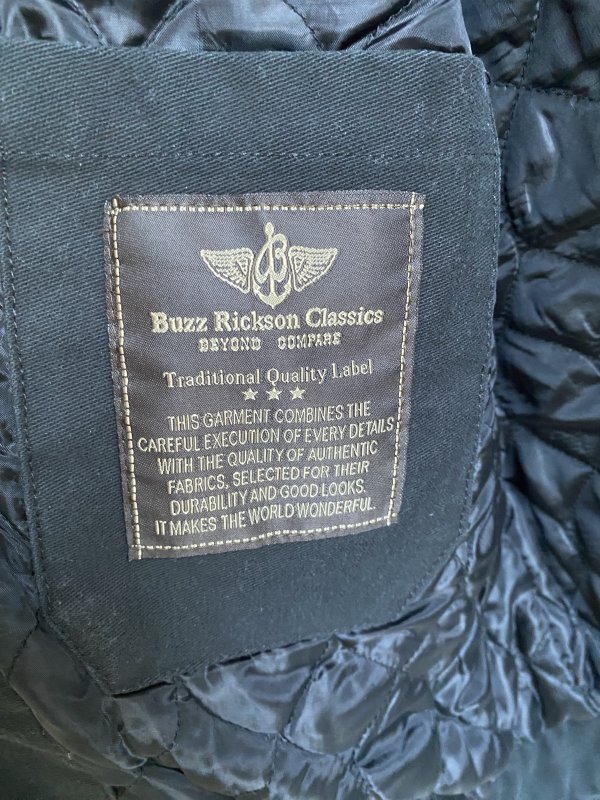 B
Buzz Rickson Classics
BEYOND COMPARE
Traditional Quality Label
THIS GARMENT COMBINES THE
CAREFUL EXECUTION OF EVERY DETAILS
WITH THE QUALITY OF AUTHENTIC
FABRICS, SELECTED FOR THEIR
DURABILITY AND GOOD LOOKS.
IT MAKES THE WORLD WONDERFUL.